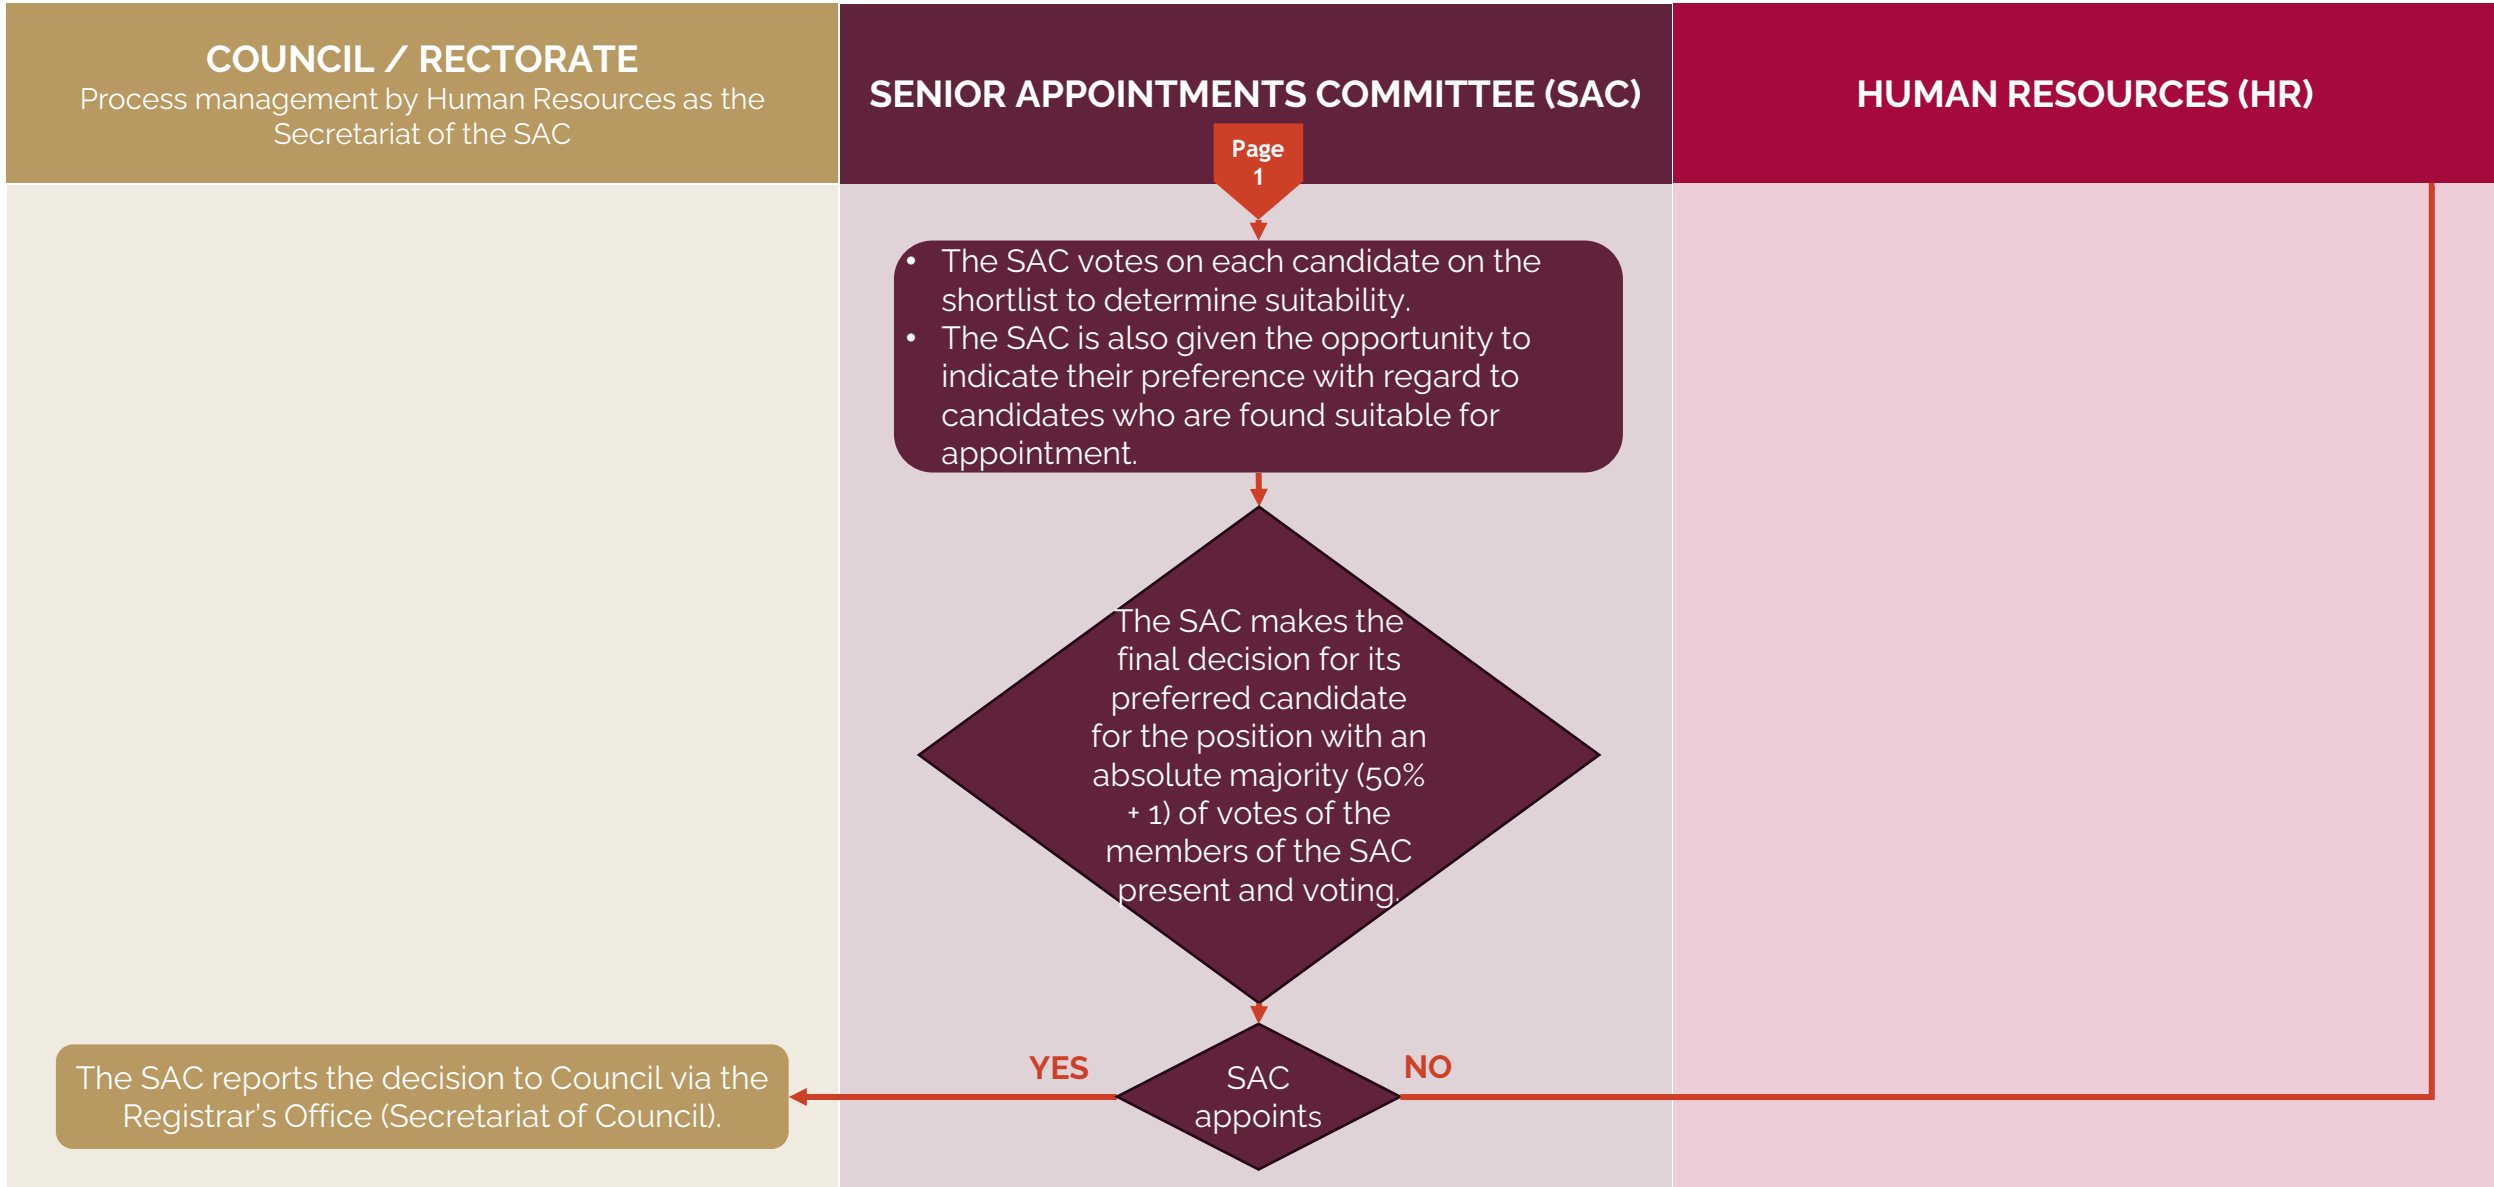 COUNCIL / RECTORATE
Process management by Human Resources as the
Secretariat of the SAC
SENIOR APPOINTMENTS COMMITTEE (SAC)
HUMAN RESOURCES (HR)
Page
1
• The SAC votes on each candidate on the
shortlist to determine suitability.
• The SAC is also given the opportunity to
indicate their preference with regard to
candidates who are found suitable for
appointment.
The SAC makes the
final decision for its
preferred candidate
for the position with an
absolute majority (50%
+ 1) of votes of the
members of the SAC
present and voting.
YES
NO
SAC
appoints
The SAC reports the decision to Council via the
Registrar’s Office (Secretariat of Council).